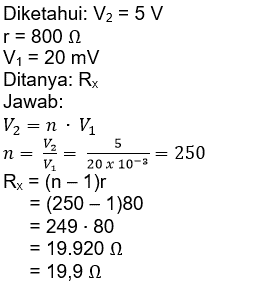 Diketahui: V₂ = 5 V
r = 800 Ω
V₁ = 20 mV
Ditanya: Rₓ
Jawab:
V₂ = n · V₁
n = V₂/V₁ = 5/(20 x 10⁻³) = 250
Rₓ = (n – 1)r
= (250 – 1)80
= 249 · 80
= 19.920 Ω
= 19,9 Ω